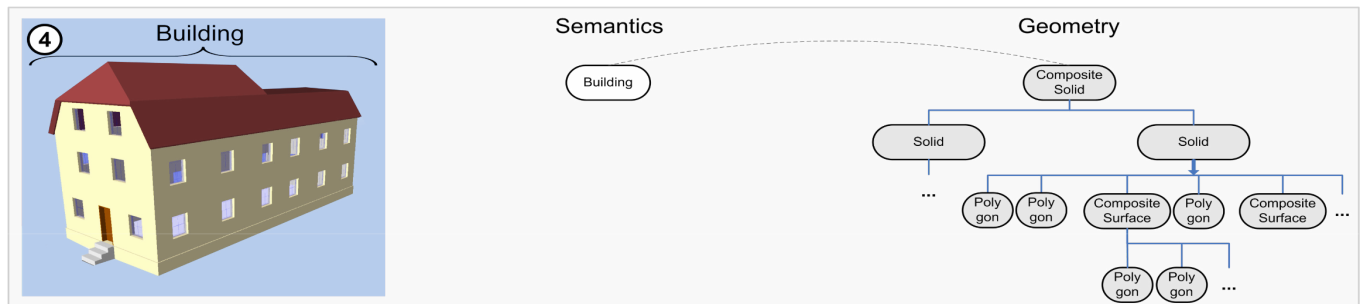 4
Building
Semantics
Geometry
Building
Composite
Solid
Solid
Solid
...
Poly
gon
Poly
gon
Composite
Surface
Poly
gon
Composite
Surface
...
Poly
gon
Poly
gon
...